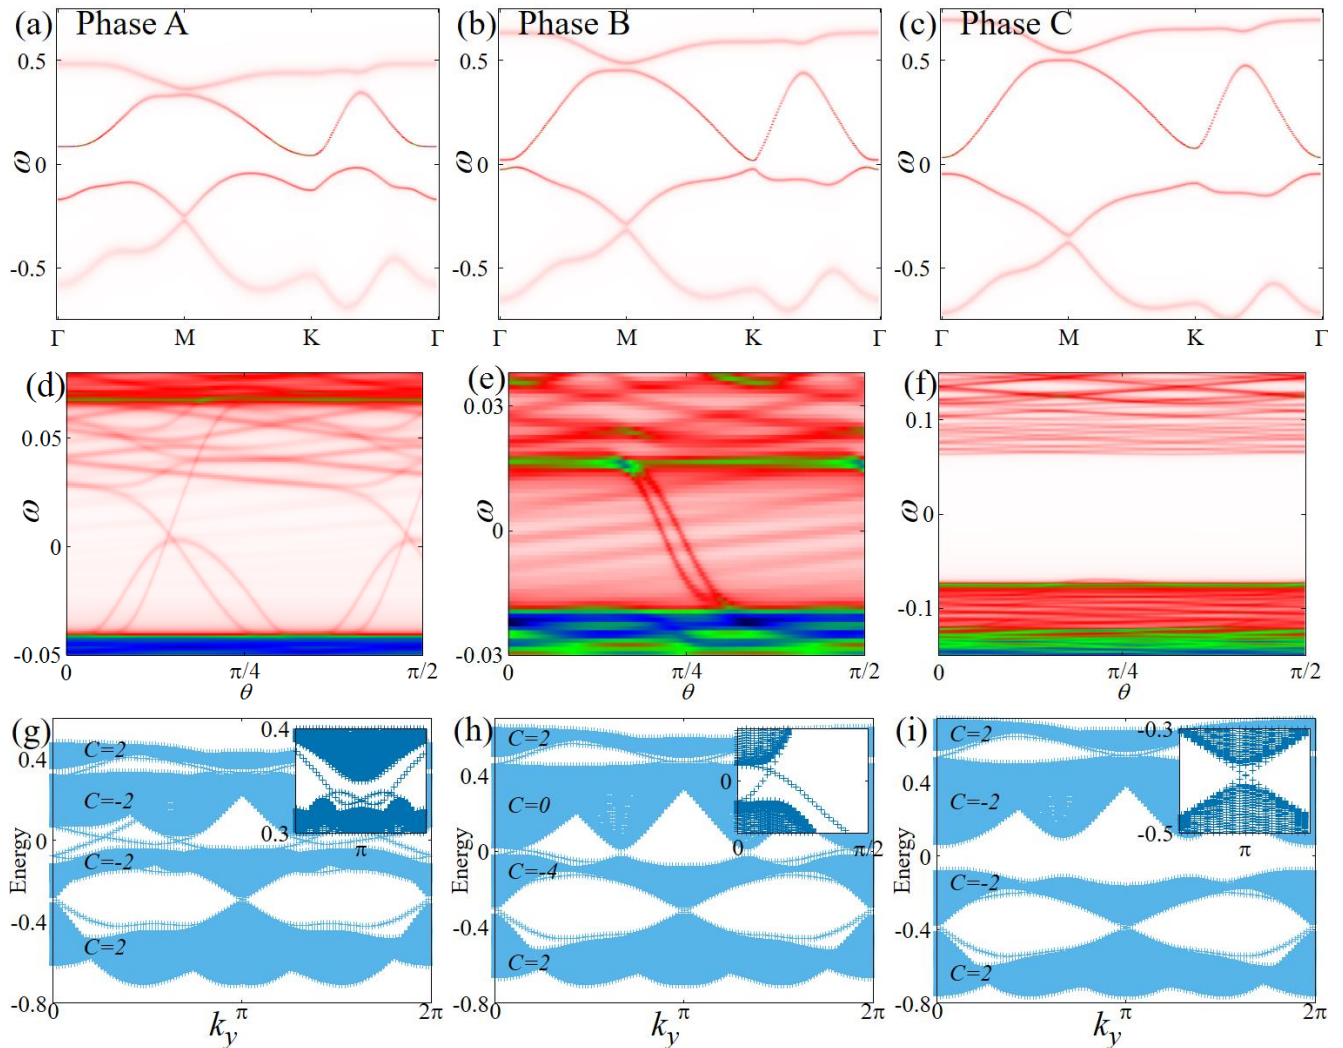 (a) Phase A
0.5
0
-0.5
ω
Γ M K Γ
(b) Phase B
0.5
0
-0.5
ω
Γ M K Γ
(c) Phase C
0.5
0
-0.5
ω
Γ M K Γ
(d)
0.05
0
-0.05
ω
0 π/4 π/2
θ
(e)
0.03
0
-0.03
ω
0 π/4 π/2
θ
(f)
0.1
0
-0.1
ω
0 π/4 π/2
θ
(g)
0.4
0
-0.4
-0.8
Energy
C=2
C=-2
C=-2
C=2
0.4
0.3
π
0 π 2π
k_y
(h)
0.4
0
-0.4
-0.8
Energy
C=2
C=0
C=-4
C=2
0
0 π/2
0 π 2π
k_y
(i)
0.4
0
-0.4
-0.8
Energy
C=2
C=-2
C=-2
C=2
-0.3
-0.5
π
0 π 2π
k_y